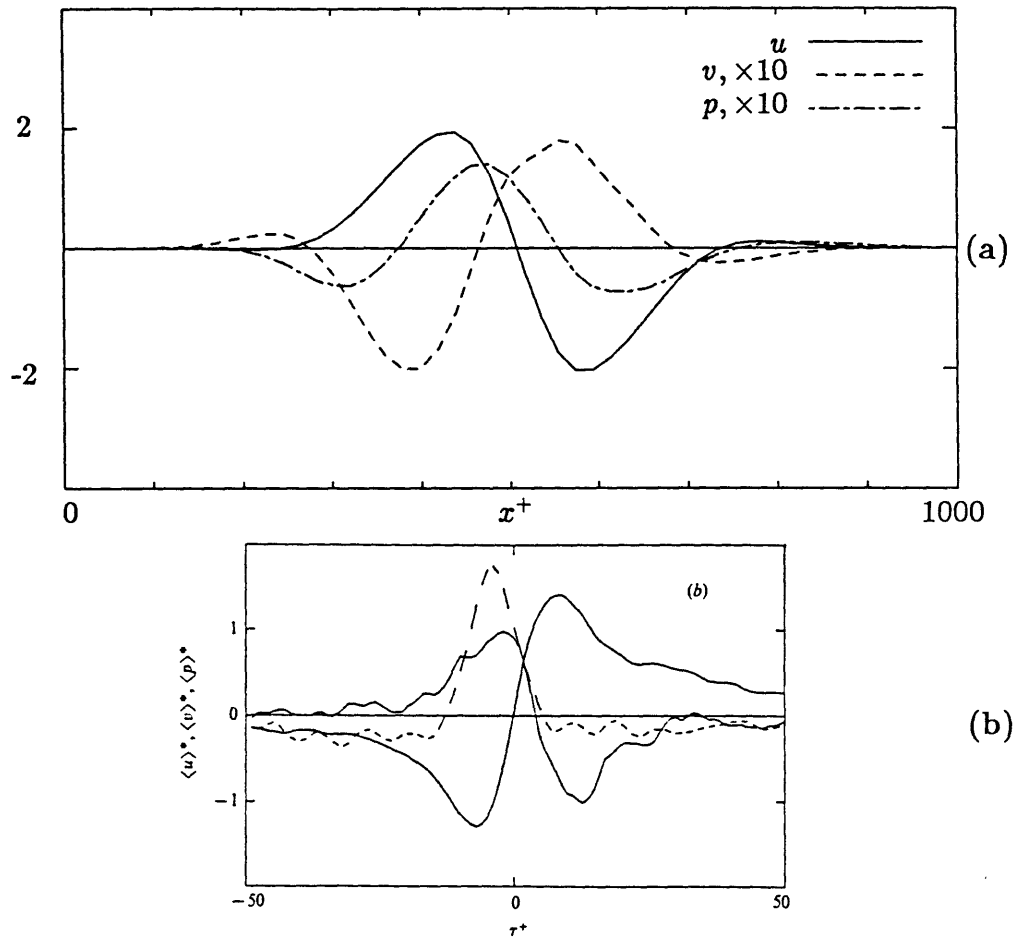 u
v, ×10
p, ×10
2
-2
(a)
0
x⁺
1000
(b)
1
0
−1
⟨u⟩*, ⟨v⟩*, ⟨p⟩*
(b)
−50
0
50
τ⁺